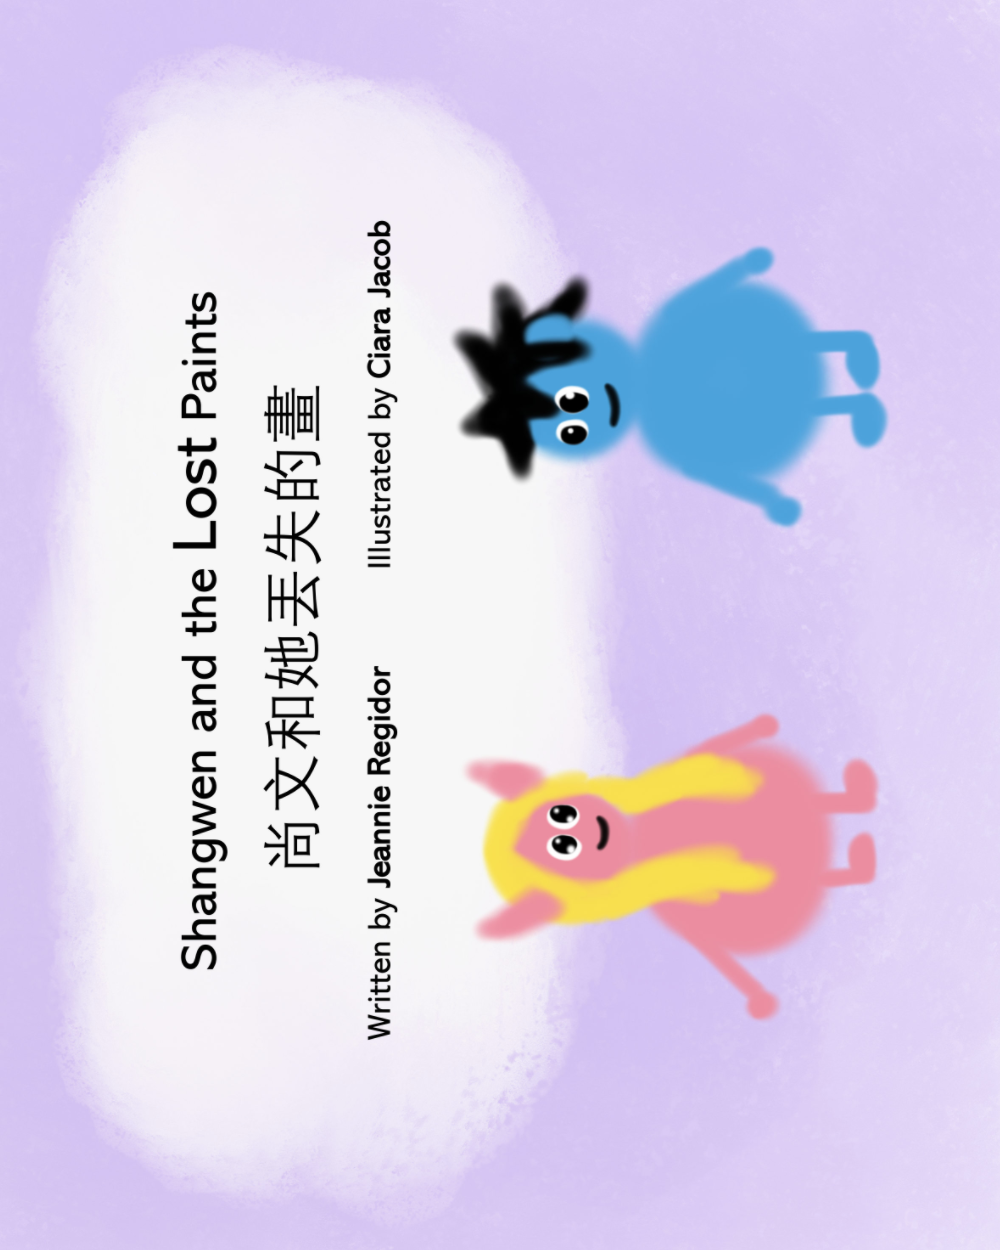 Shangwen and the Lost Paints
尚文和她丟失的畫
Written by Jeannie Regidor
Illustrated by Ciara Jacob